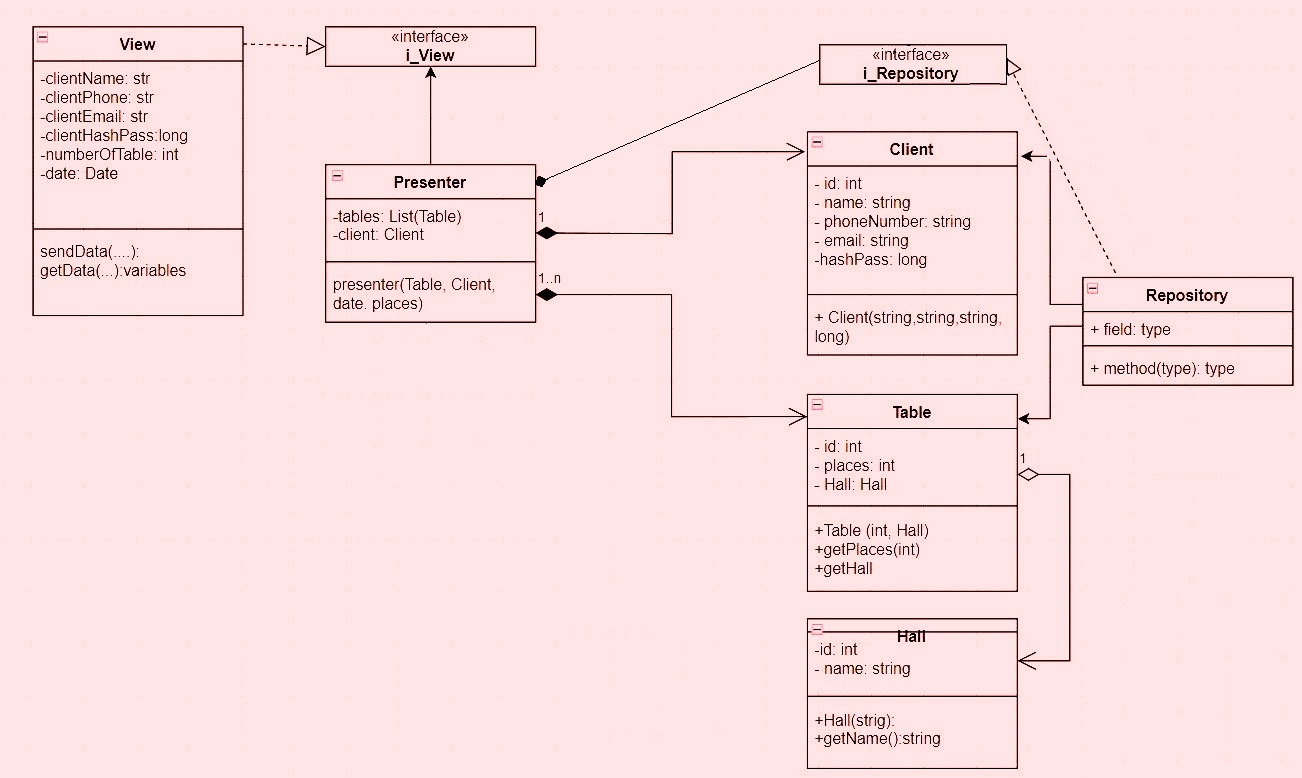 View
-clientName: str
-clientPhone: str
-clientEmail: str
-clientHashPass:long
-numberOfTable: int
-date: Date
sendData(....):
getData(...):variables
«interface»
i_View
Presenter
-tables: List(Table)
-client: Client
presenter(Table, Client,
date. places)
1
1..n
«interface»
i_Repository
Client
- id: int
- name: string
- phoneNumber: string
- email: string
-hashPass: long
+ Client(string,string,string,
long)
Repository
+ field: type
+ method(type): type
Table
- id: int
- places: int
- Hall: Hall
+Table (int, Hall)
+getPlaces(int)
+getHall
1
Hall
-id: int
- name: string
+Hall(strig):
+getName():string